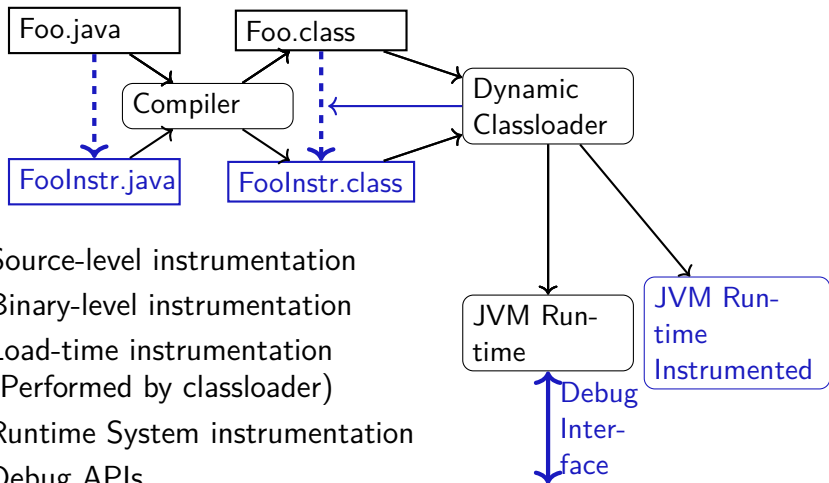 Foo.java
Foo.class
Compiler
Dynamic
Classloader
FooInstr.java
FooInstr.class
Source-level instrumentation
Binary-level instrumentation
Load-time instrumentation
(Performed by classloader)
Runtime System instrumentation
Debug APIs
JVM Run-
time
JVM Run-
time
Instrumented
Debug
Inter-
face